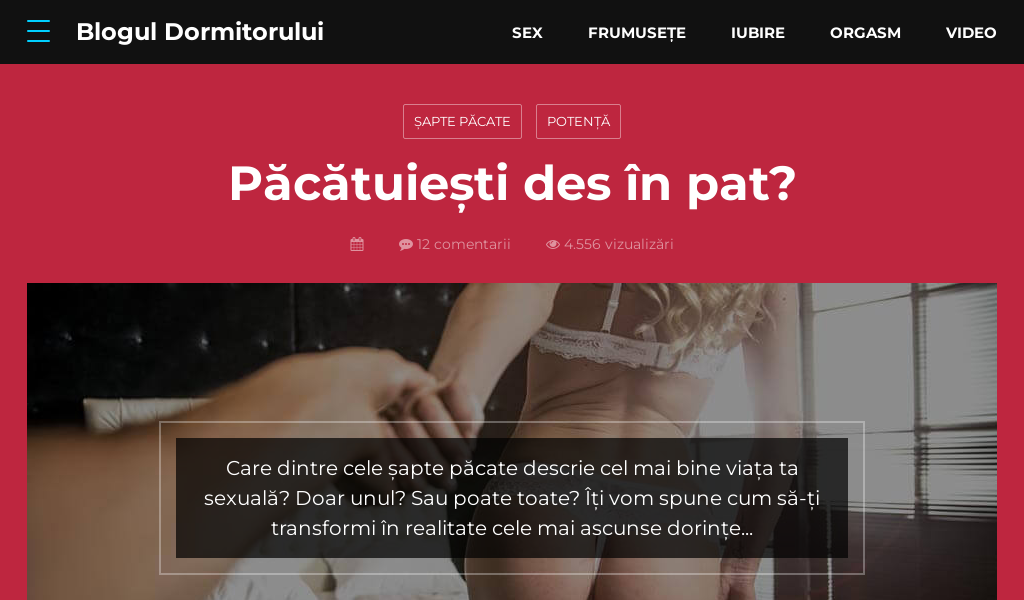 Blogul Dormitorului
SEX
FRUMUSEȚE
IUBIRE
ORGASM
VIDEO
ȘAPTE PĂCATE
POTENȚĂ
Păcătuiești des în pat?
12 comentarii
4.556 vizualizări
Care dintre cele șapte păcate descrie cel mai bine viața ta
sexuală? Doar unul? Sau poate toate? Îți vom spune cum să-ți
transformi în realitate cele mai ascunse dorințe...